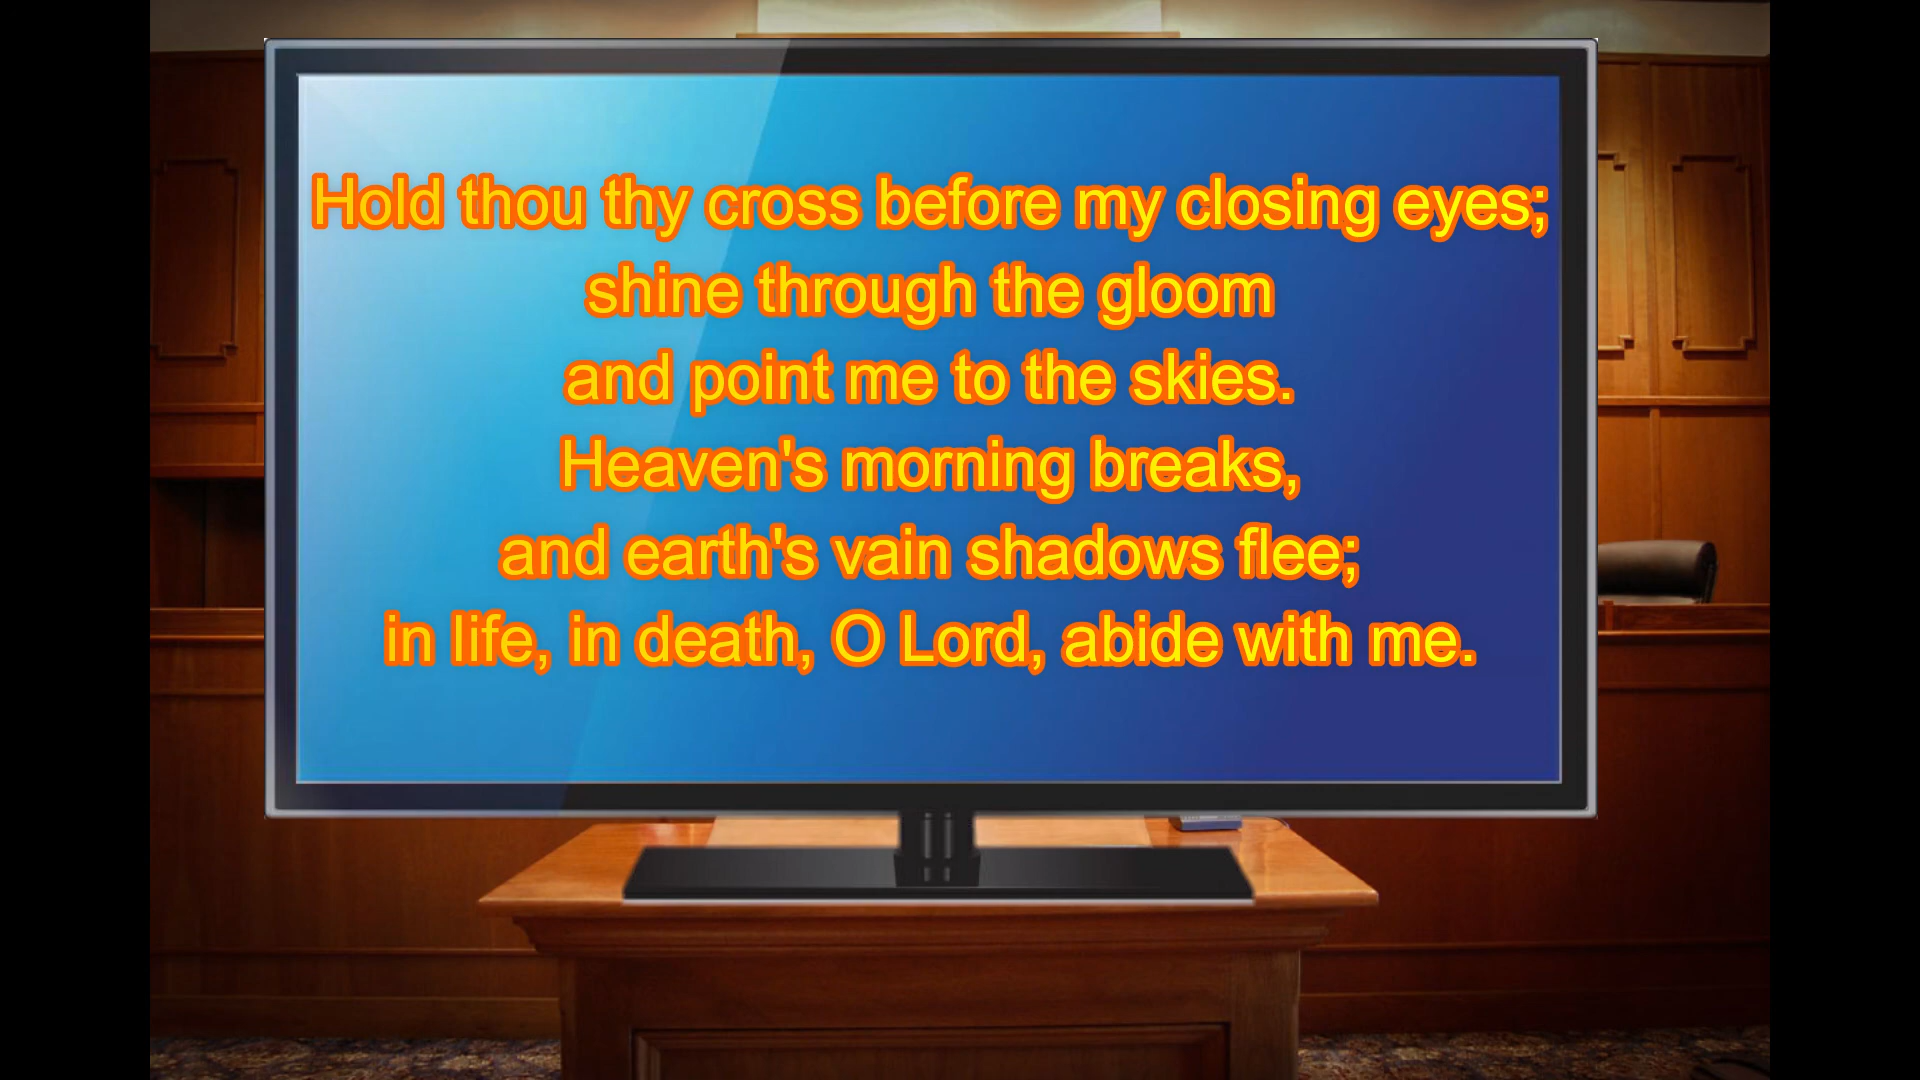 Hold thou thy cross before my closing eyes;
shine through the gloom
and point me to the skies.
Heaven's morning breaks,
and earth's vain shadows flee;
in life, in death, O Lord, abide with me.